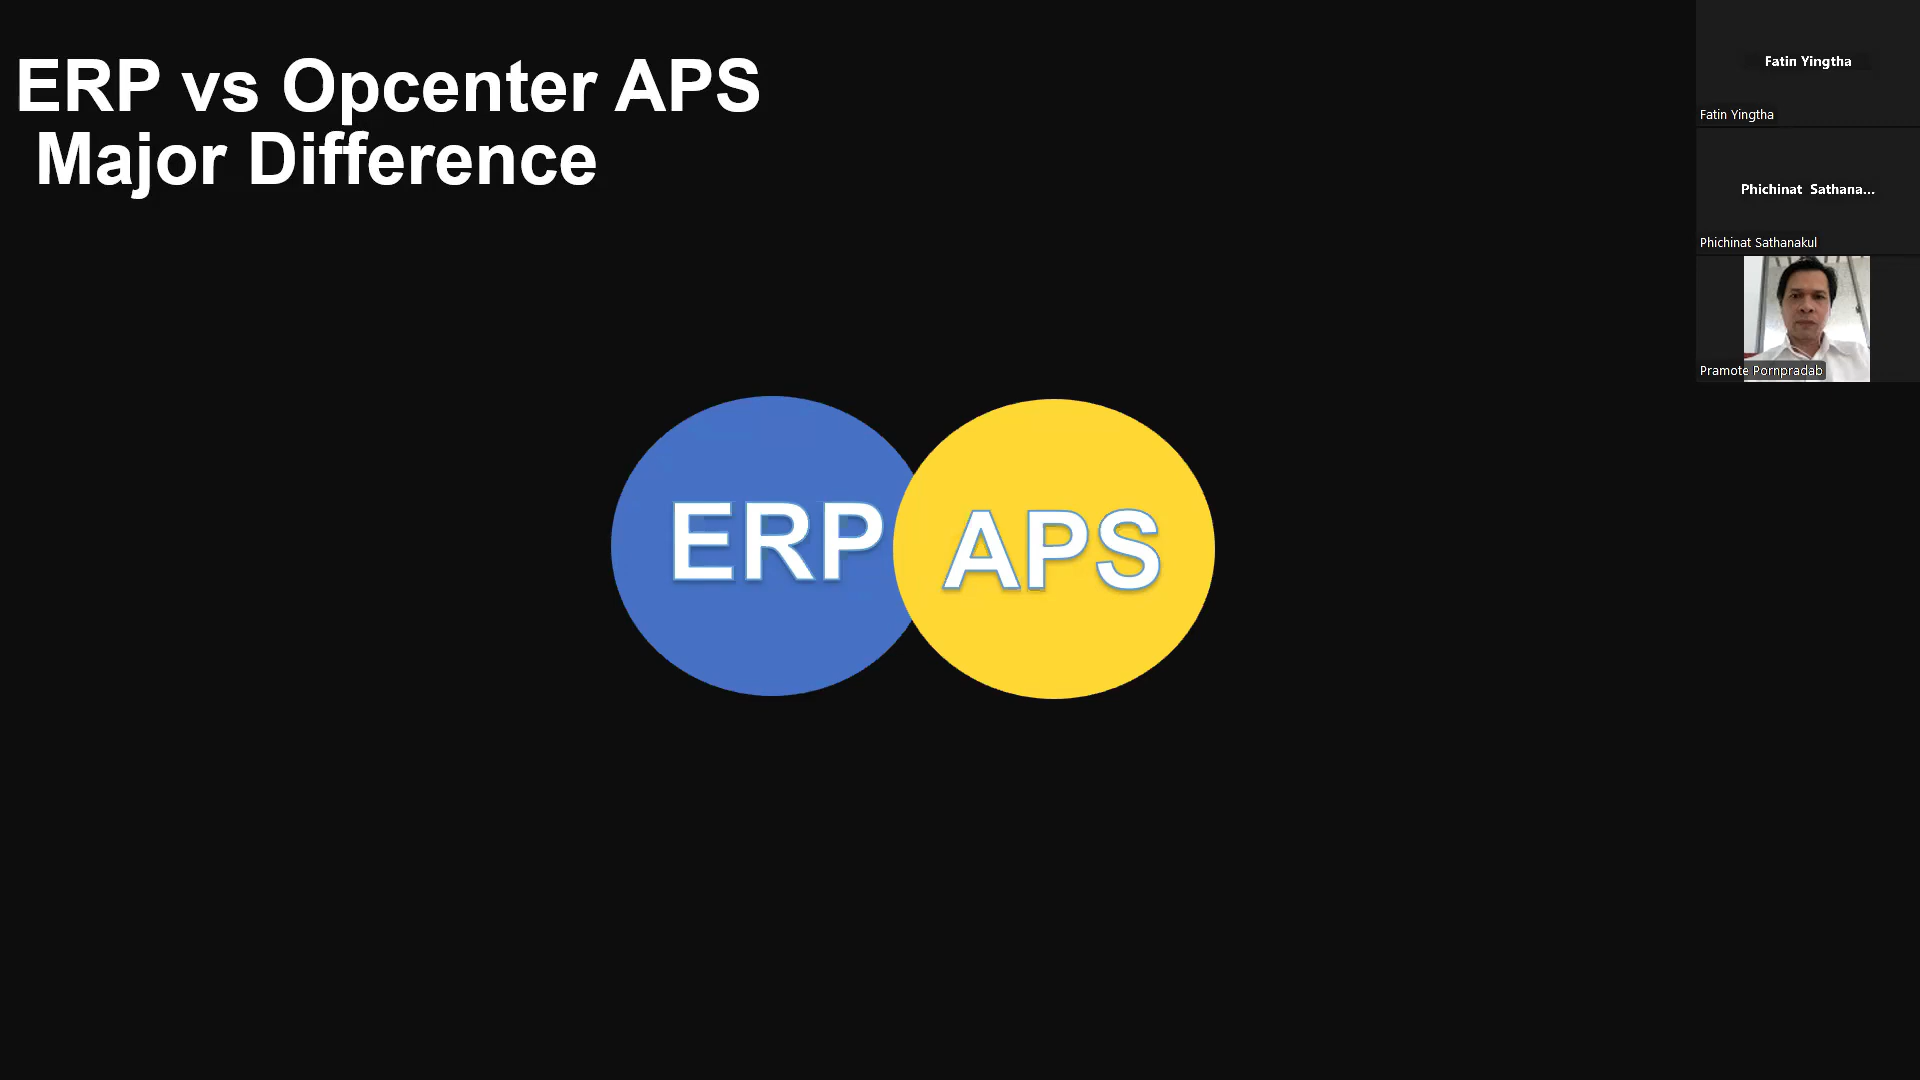 ERP vs Opcenter APS
Major Difference
ERP
APS
Fatin Yingtha
Fatin Yingtha
Phichinat Sathana...
Phichinat Sathanakul
Pramote Pornpradab